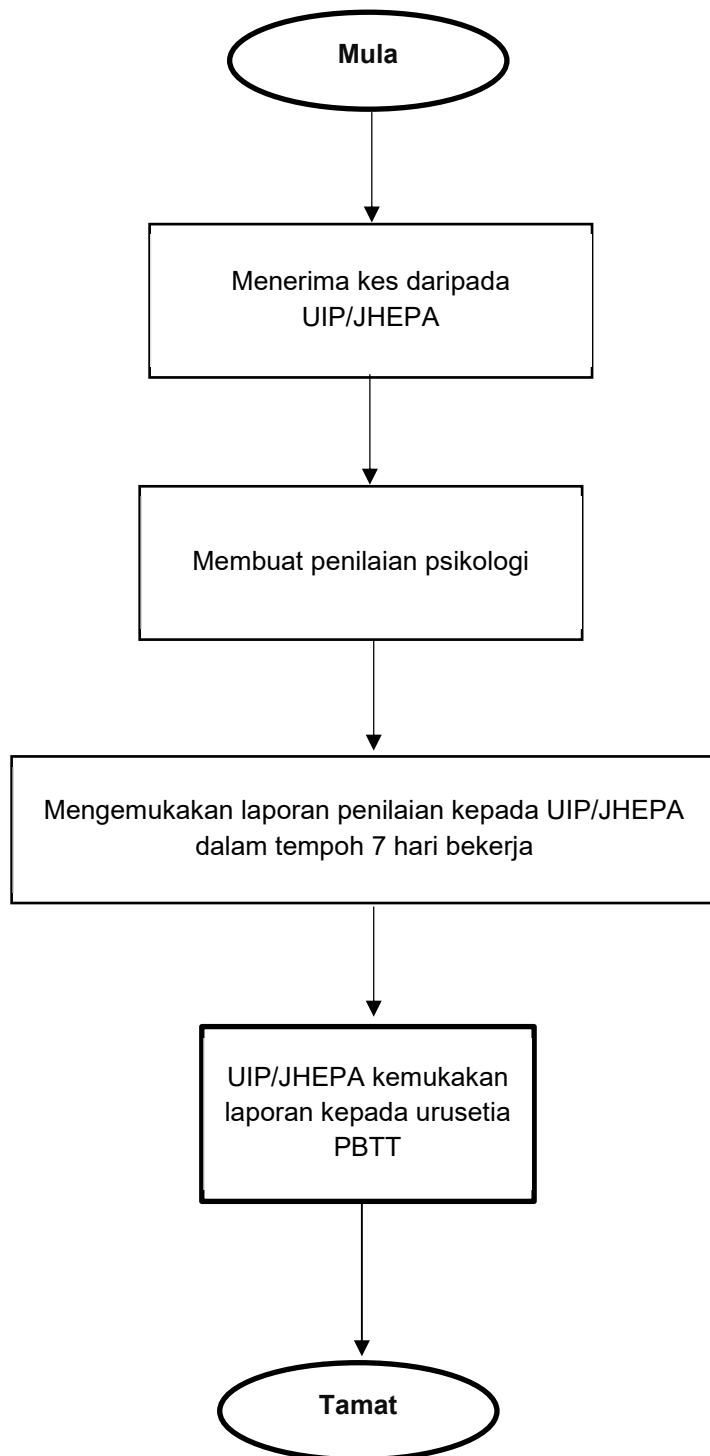 Mula
Menerima kes daripada
UIP/JHEPA
Membuat penilaian psikologi
Mengemukakan laporan penilaian kepada UIP/JHEPA
dalam tempoh 7 hari bekerja
UIP/JHEPA kemukakan
laporan kepada urusetia
PBTT
Tamat